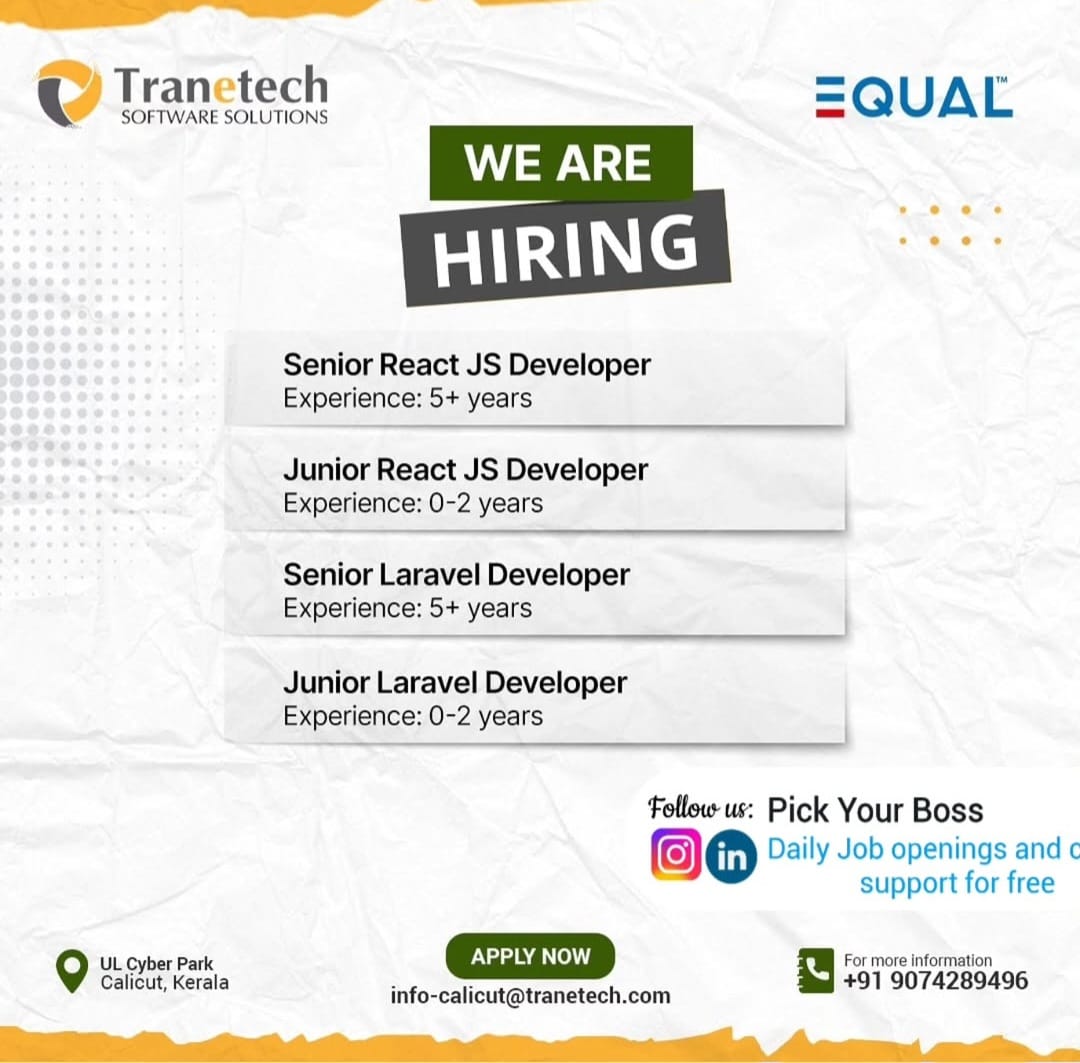 Tranetech
SOFTWARE SOLUTIONS
EQUAL™
WE ARE
HIRING
Senior React JS Developer
Experience: 5+ years
Junior React JS Developer
Experience: 0-2 years
Senior Laravel Developer
Experience: 5+ years
Junior Laravel Developer
Experience: 0-2 years
Follow us: Pick Your Boss
in Daily Job openings and
support for free
UL Cyber Park
Calicut, Kerala
APPLY NOW
info-calicut@tranetech.com
For more information
+91 9074289496